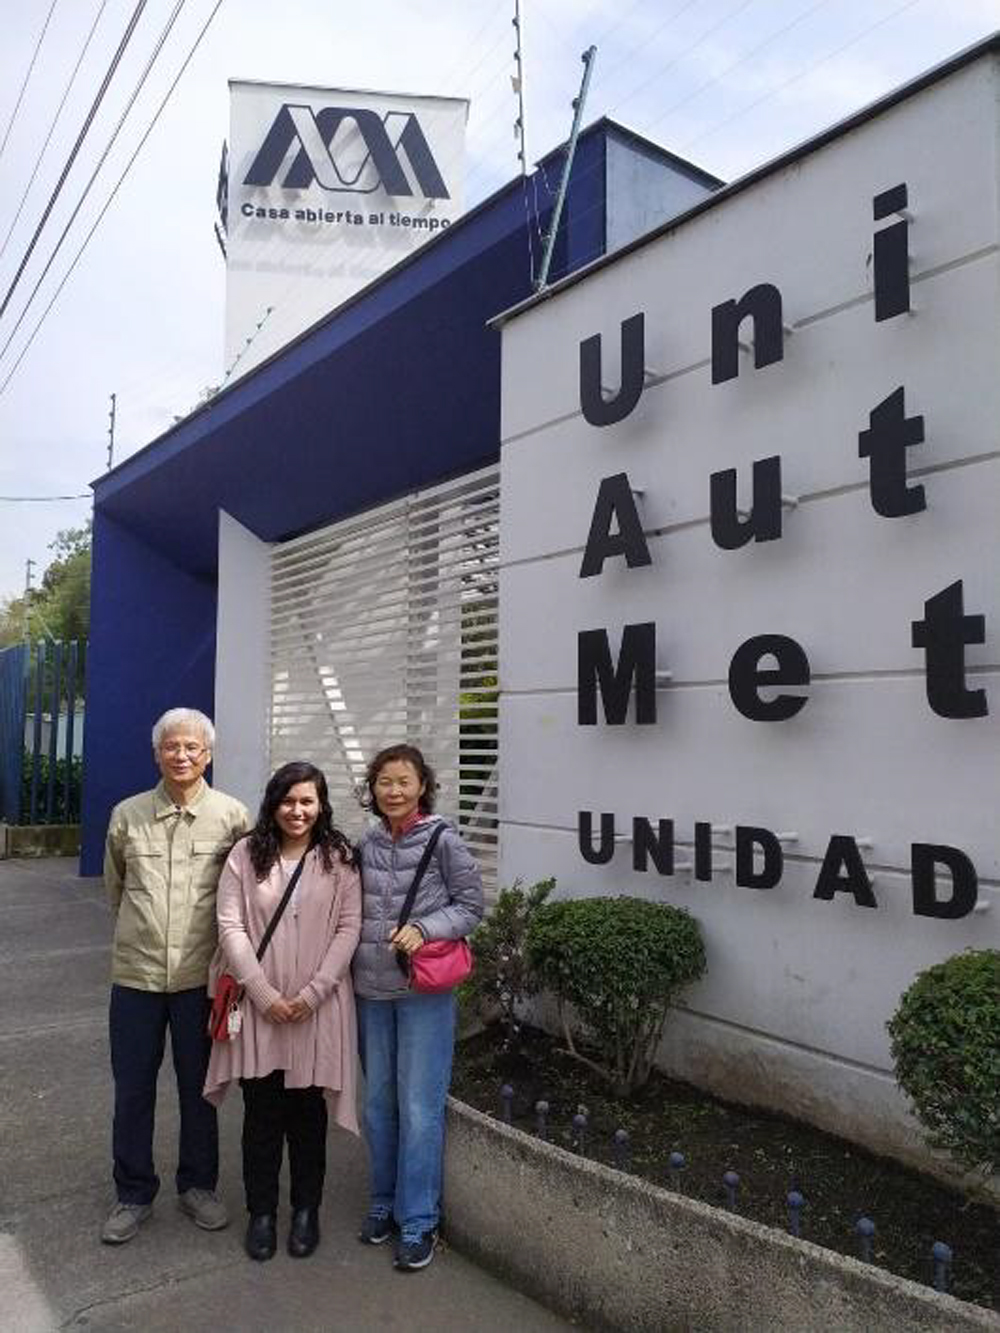 Casa abierta al tiempo
Uni
Aut
Met
UNIDAD